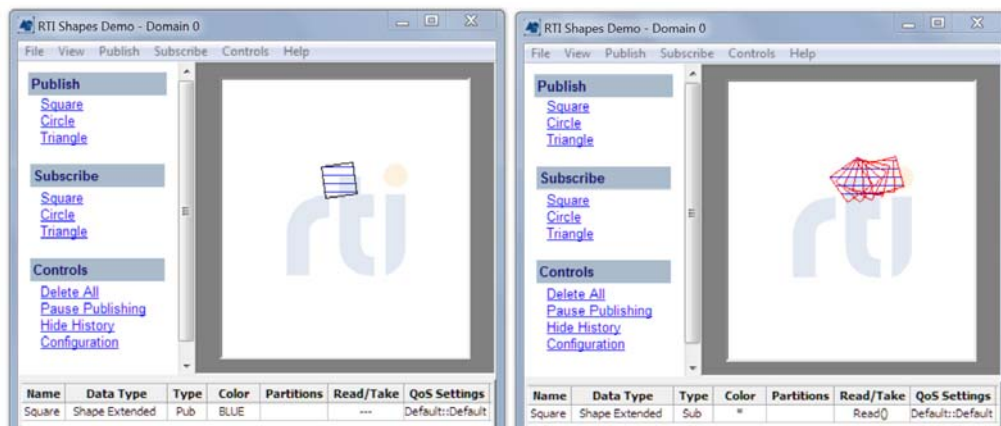 RTI Shapes Demo - Domain 0
File View Publish Subscribe Controls Help
Publish
Square
Circle
Triangle
Subscribe
Square
Circle
Triangle
Controls
Delete All
Pause Publishing
Hide History
Configuration
rti
Name Data Type Type Color Partitions Read/Take QoS Settings
Square Shape Extended Pub BLUE --- Default::Default
RTI Shapes Demo - Domain 0
File View Publish Subscribe Controls Help
Publish
Square
Circle
Triangle
Subscribe
Square
Circle
Triangle
Controls
Delete All
Pause Publishing
Hide History
Configuration
rti
Name Data Type Type Color Partitions Read/Take QoS Settings
Square Shape Extended Sub * Read() Default::Default